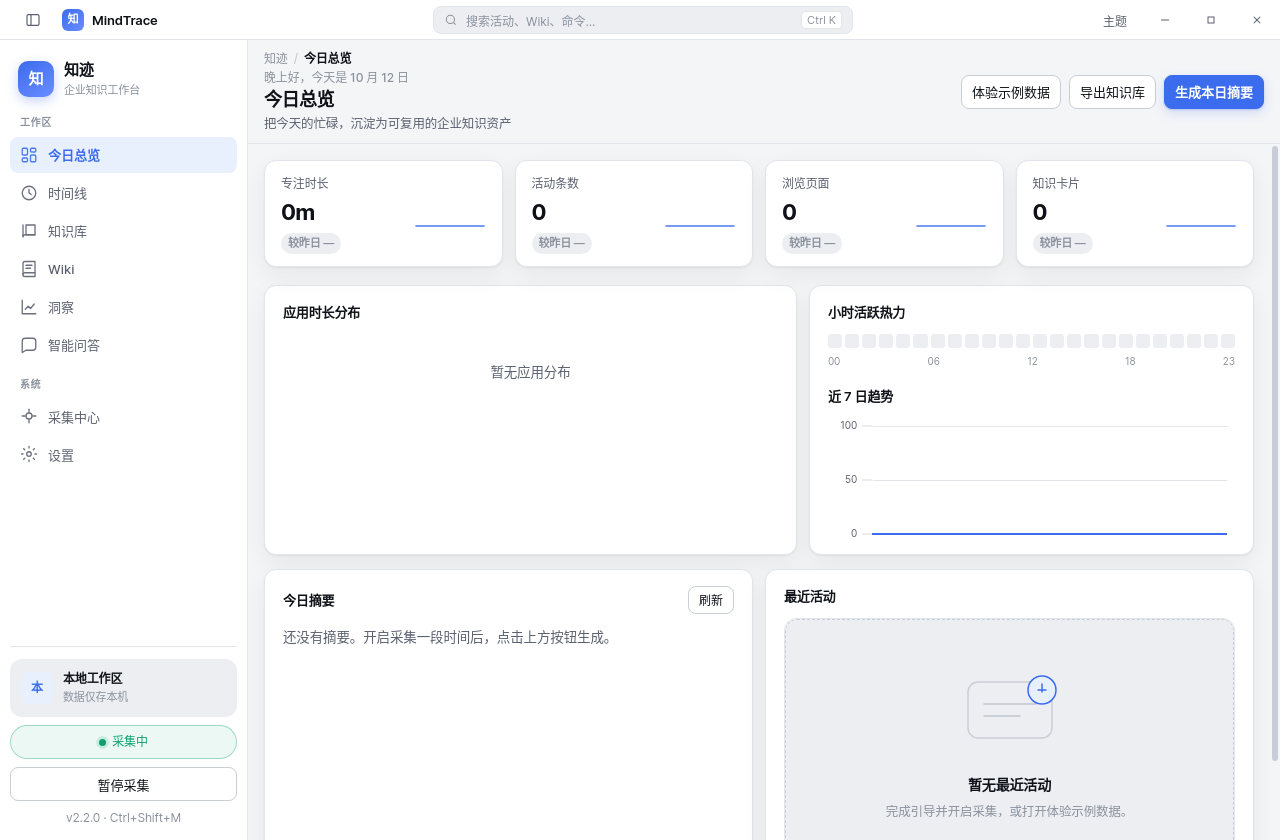 知 MindTrace
搜索活动、Wiki、命令... Ctrl K
主题
知 知迹
企业知识工作台
工作区
今日总览
时间线
知识库
Wiki
洞察
智能问答
系统
采集中心
设置
本 本地工作区
数据仅存本机
采集中
暂停采集
v2.2.0 · Ctrl+Shift+M
知迹 / 今日总览
晚上好，今天是 10 月 12 日
今日总览
把今天的忙碌，沉淀为可复用的企业知识资产
体验示例数据 导出知识库 生成本日摘要
专注时长
0m
较昨日 —
活动条数
0
较昨日 —
浏览页面
0
较昨日 —
知识卡片
0
较昨日 —
应用时长分布
暂无应用分布
小时活跃热力
00 06 12 18 23
近 7 日趋势
100
50
0
今日摘要 刷新
还没有摘要。开启采集一段时间后，点击上方按钮生成。
最近活动
暂无最近活动
完成引导并开启采集，或打开体验示例数据。